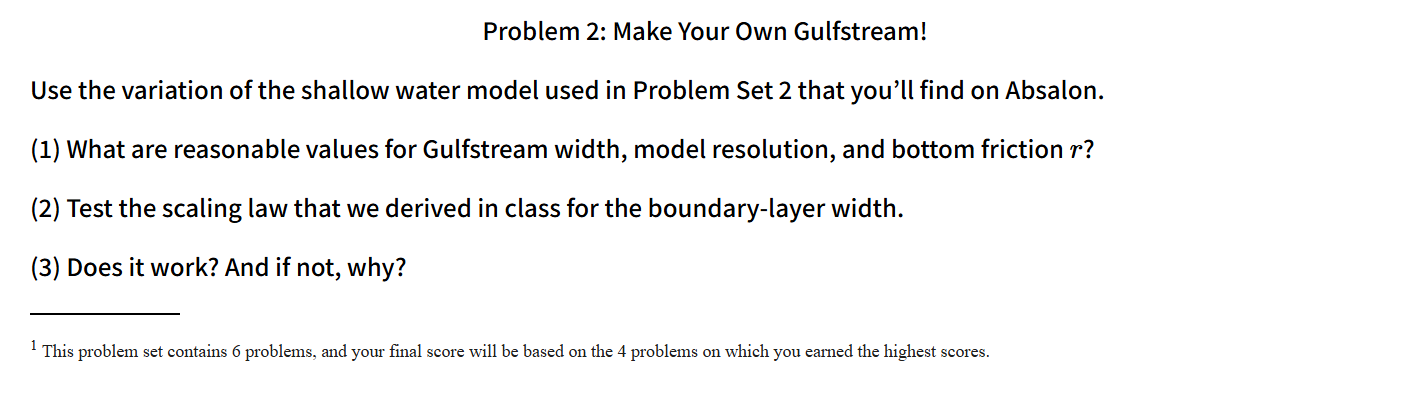 Problem 2: Make Your Own Gulfstream!
Use the variation of the shallow water model used in Problem Set 2 that you’ll find on Absalon.
(1) What are reasonable values for Gulfstream width, model resolution, and bottom friction r?
(2) Test the scaling law that we derived in class for the boundary-layer width.
(3) Does it work? And if not, why?
1 This problem set contains 6 problems, and your final score will be based on the 4 problems on which you earned the highest scores.